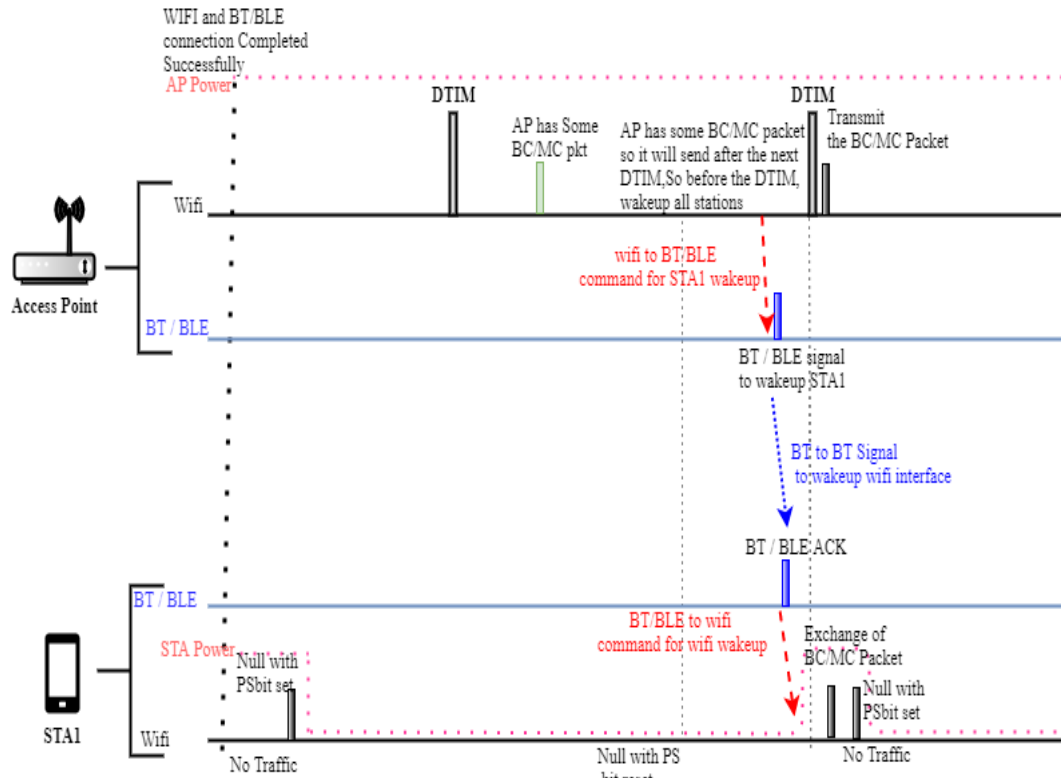 WIFI and BT/BLE
connection Completed
Successfully
AP Power
DTIM
DTIM
AP has Some
BC/MC pkt
AP has some BC/MC packet
so it will send after the next
DTIM,So before the DTIM,
wakeup all stations
Transmit
the BC/MC Packet
Wifi
wifi to BT/BLE
command for STA1 wakeup
Access Point
BT / BLE
BT / BLE signal
to wakeup STA1
BT to BT Signal
to wakeup wifi interface
BT / BLE ACK
BT / BLE
BT/BLE to wifi
command for wifi wakeup
Exchange of
BC/MC Packet
STA Power
Null with
PSbit set
Null with
PSbit set
STA1
Wifi
No Traffic
Null with PS
No Traffic